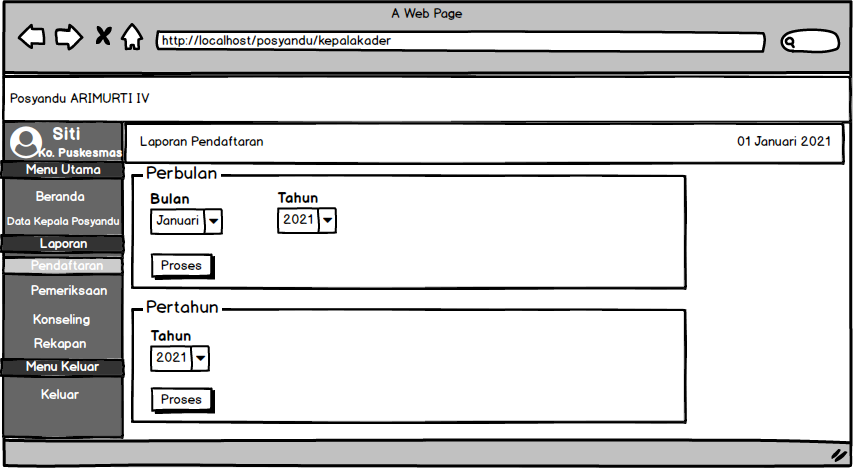 A Web Page
http://localhost/posyandu/kepalakader
Posyandu ARIMURTI IV
Siti
Ko. Puskesmas
Laporan Pendaftaran
01 Januari 2021
Menu Utama
Beranda
Data Kepala Posyandu
Laporan
Pendaftaran
Pemeriksaan
Konseling
Rekapan
Menu Keluar
Keluar
Perbulan
Bulan
Tahun
Januari
2021
Proses
Pertahun
Tahun
2021
Proses